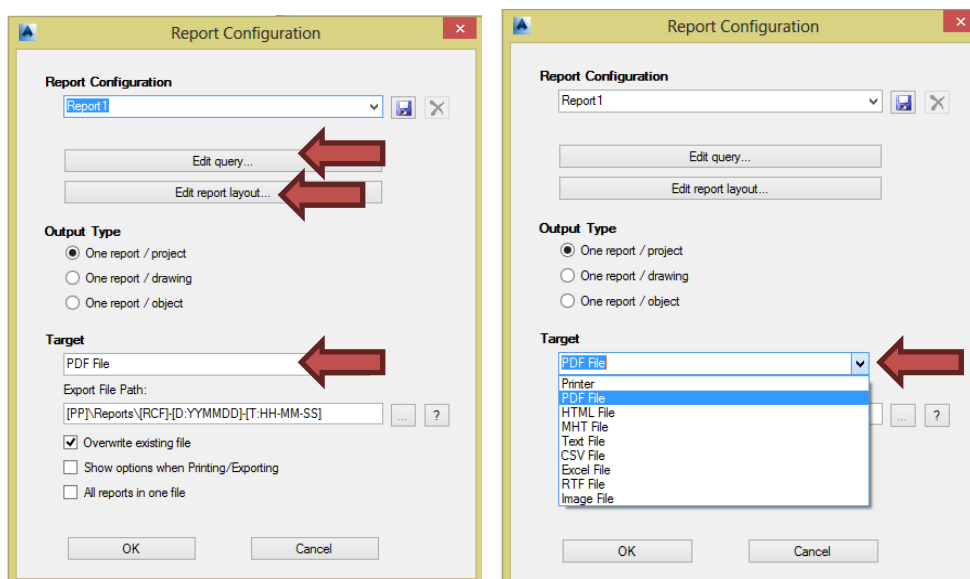 Report Configuration
Report Configuration
Report1
Edit query...
Edit report layout...
Output Type
One report / project
One report / drawing
One report / object
Target
PDF File
Export File Path:
[PP]\Reports\[RCF]-[D:YYMMDD]-[T:HH-MM-SS]
... ?
Overwrite existing file
Show options when Printing/Exporting
All reports in one file
OK Cancel
Report Configuration
Report Configuration
Report1
Edit query...
Edit report layout...
Output Type
One report / project
One report / drawing
One report / object
Target
PDF File
Printer
PDF File
HTML File
MHT File
Text File
CSV File
Excel File
RTF File
Image File
... ?
OK Cancel